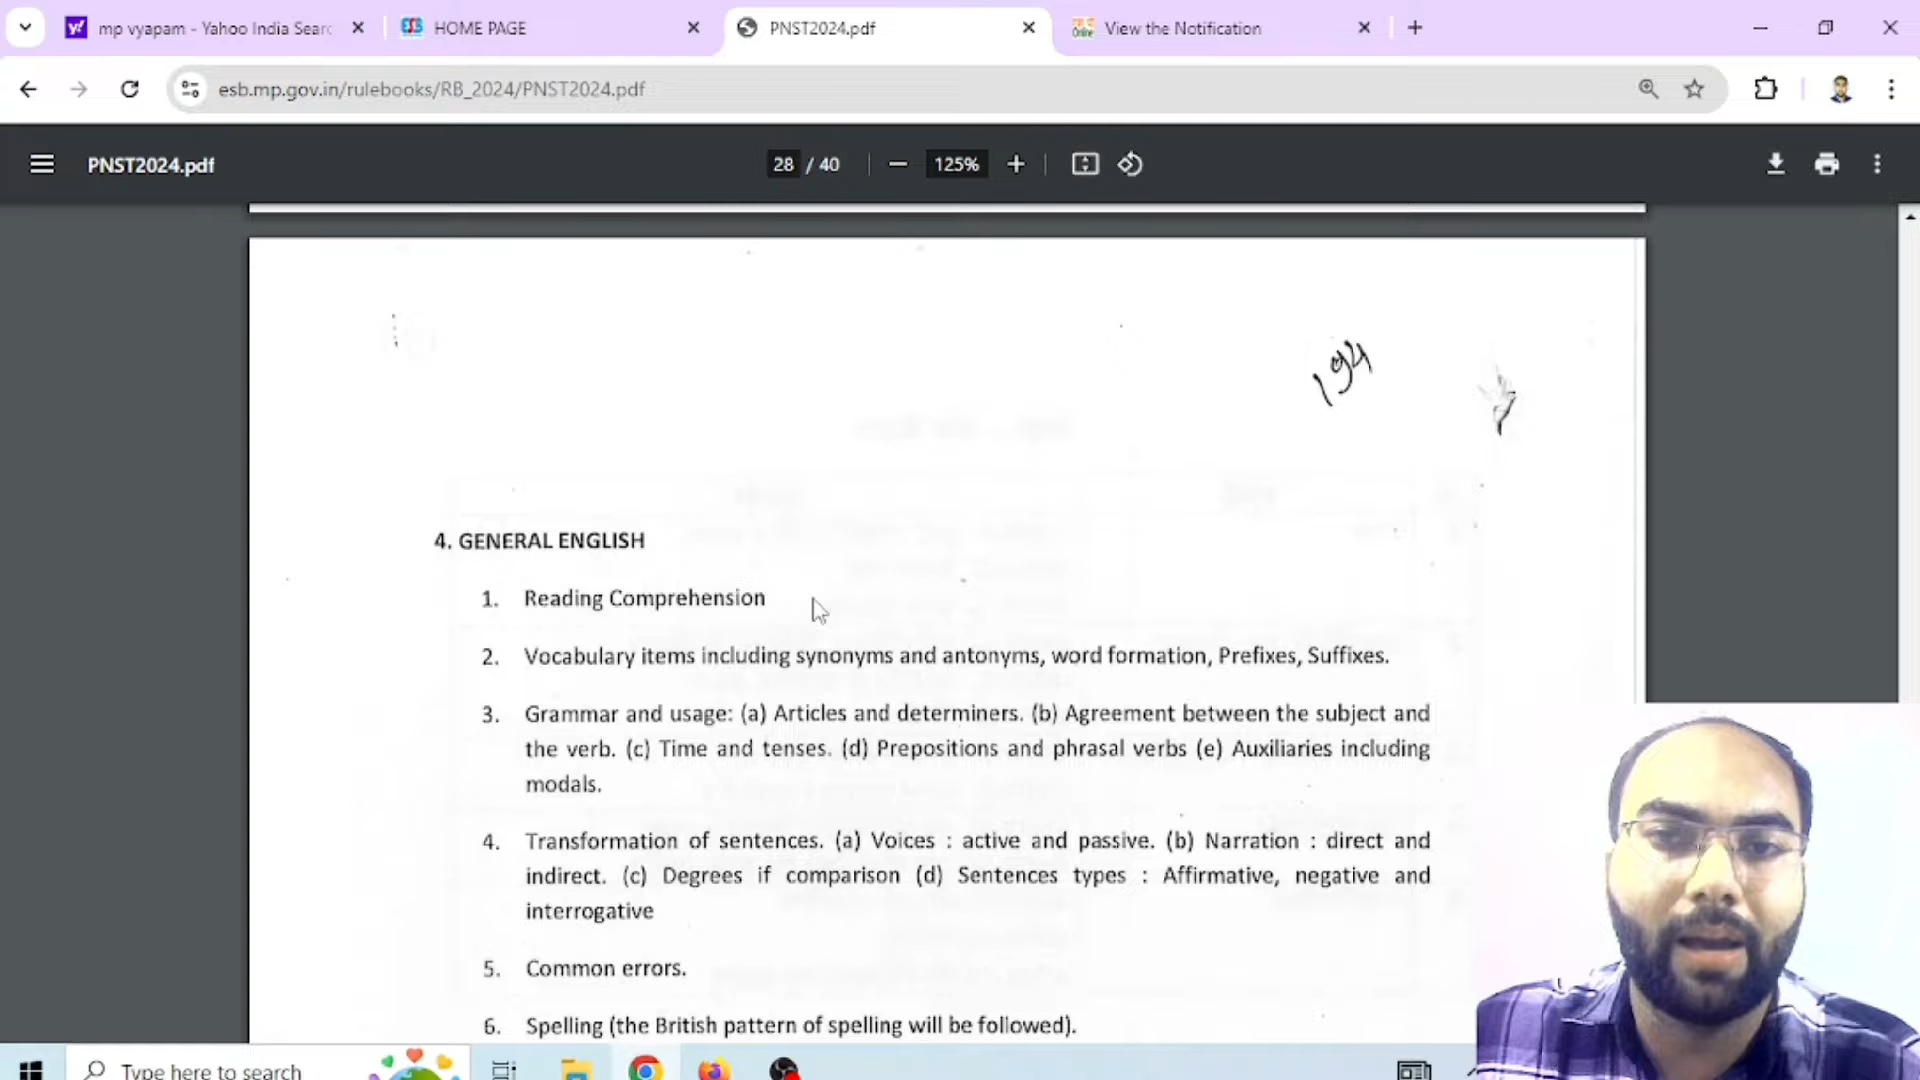 mp vyapam - Yahoo India Searc
HOME PAGE
PNST2024.pdf
View the Notification
esb.mp.gov.in/rulebooks/RB_2024/PNST2024.pdf
PNST2024.pdf
28 / 40
125%
194
4. GENERAL ENGLISH
1. Reading Comprehension
2. Vocabulary items including synonyms and antonyms, word formation, Prefixes, Suffixes.
3. Grammar and usage: (a) Articles and determiners. (b) Agreement between the subject and
the verb. (c) Time and tenses. (d) Prepositions and phrasal verbs (e) Auxiliaries including
modals.
4. Transformation of sentences. (a) Voices : active and passive. (b) Narration : direct and
indirect. (c) Degrees if comparison (d) Sentences types : Affirmative, negative and
interrogative
5. Common errors.
6. Spelling (the British pattern of spelling will be followed).
Type here to search